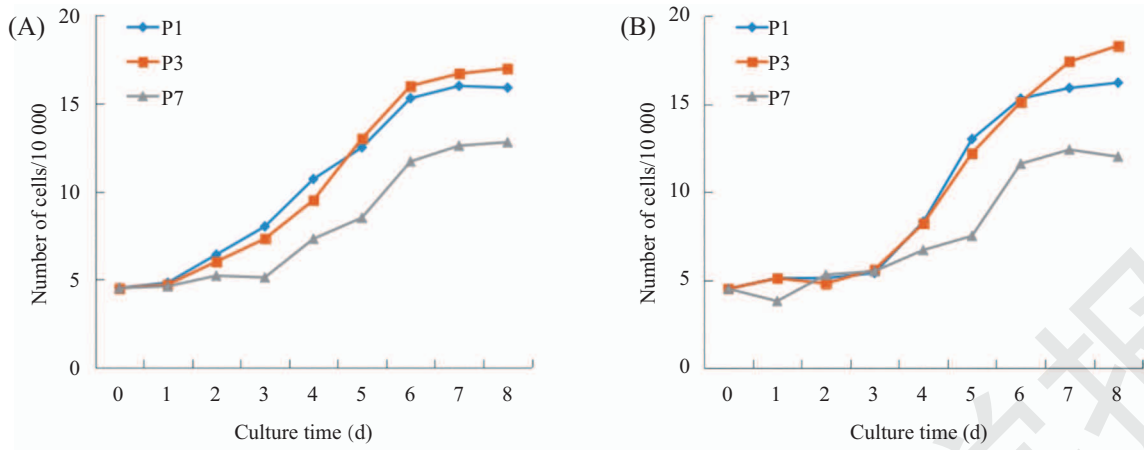 (A)
20
15
10
5
0
Number of cells/10 000
P1
P3
P7
0 1 2 3 4 5 6 7 8
Culture time (d)
(B)
20
15
10
5
0
Number of cells/10 000
P1
P3
P7
0 1 2 3 4 5 6 7 8
Culture time (d)
学报